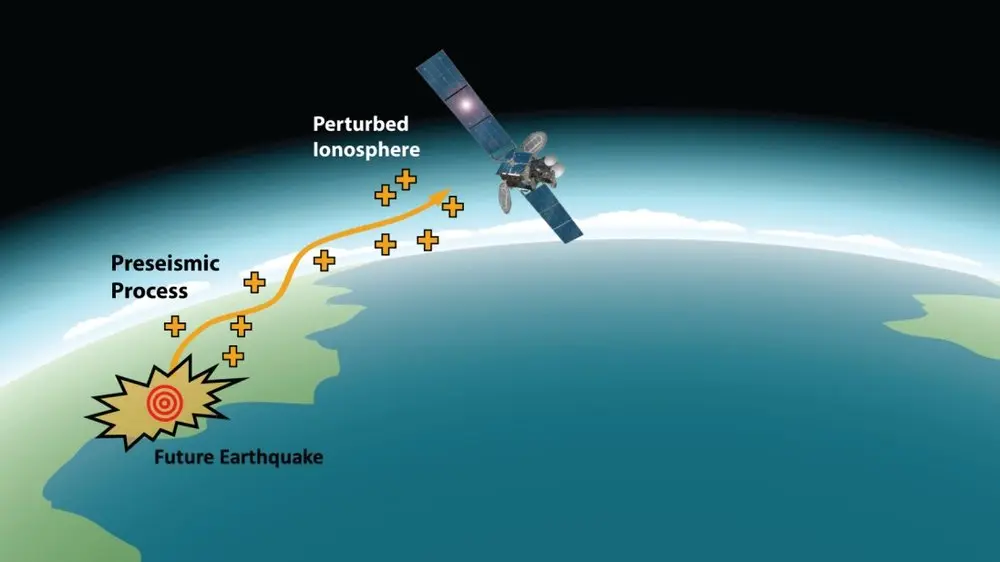 Perturbed
Ionosphere
Preseismic
Process
Future Earthquake